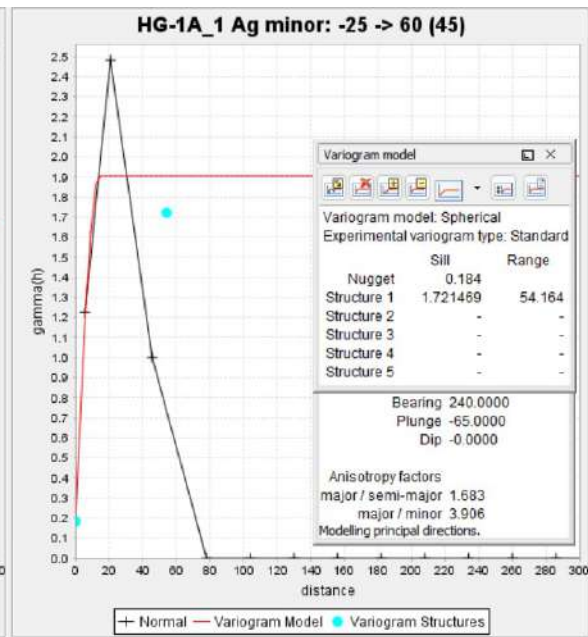 HG-1A_1 Ag minor: -25 -> 60 (45)
2.5
2.4
2.3
2.2
2.1
2.0
1.9
1.8
1.7
1.6
1.5
1.4
1.3
1.2
1.1
1.0
0.9
0.8
0.7
0.6
0.5
0.4
0.3
0.2
0.1
0.0
gamma(h)
Variogram model
Variogram model: Spherical
Experimental variogram type: Standard
Sill Range
Nugget 0.184
Structure 1 1.721469 54.164
Structure 2 - -
Structure 3 - -
Structure 4 - -
Structure 5 - -
Bearing 240.0000
Plunge -65.0000
Dip -0.0000
Anisotropy factors
major / semi-major 1.683
major / minor 3.906
Modelling principal directions.
0 0 20 40 60 80 100 120 140 160 180 200 220 240 260 280 300
distance
Normal Variogram Model Variogram Structures